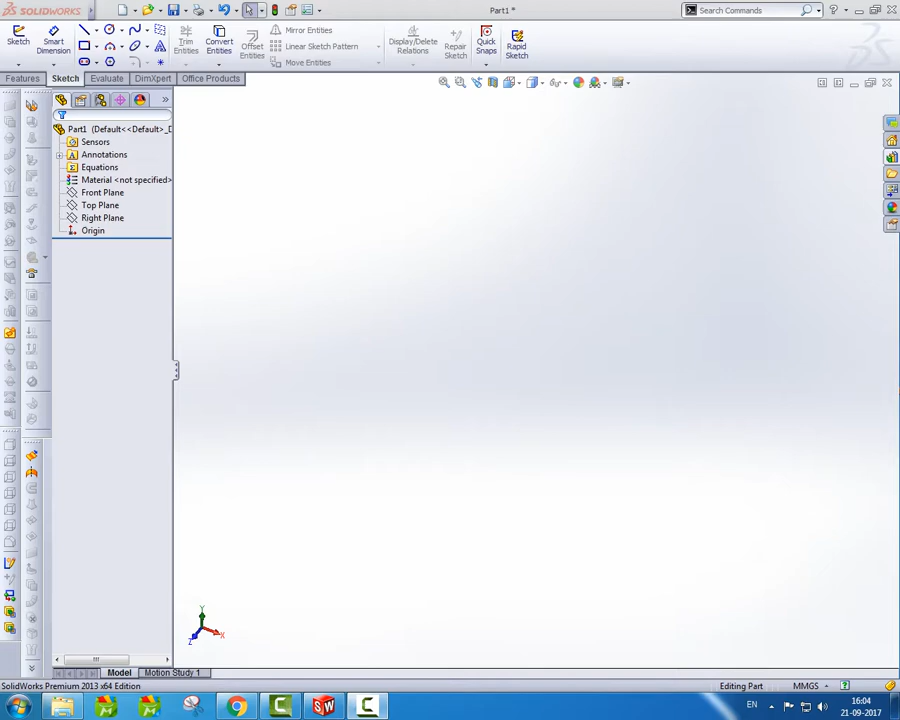 SOLIDWORKS
Part1 *
Search Commands
Sketch
Smart Dimension
Trim Entities
Convert Entities
Offset Entities
Mirror Entities
Linear Sketch Pattern
Move Entities
Display/Delete Relations
Repair Sketch
Quick Snaps
Rapid Sketch
Features
Sketch
Evaluate
DimXpert
Office Products
Part1 (Default<<Default>_D
Sensors
Annotations
Equations
Material <not specified>
Front Plane
Top Plane
Right Plane
Origin
Y
X
Z
Model
Motion Study 1
SolidWorks Premium 2013 x64 Edition
Editing Part
MMGS
EN
16:04
21-09-2017